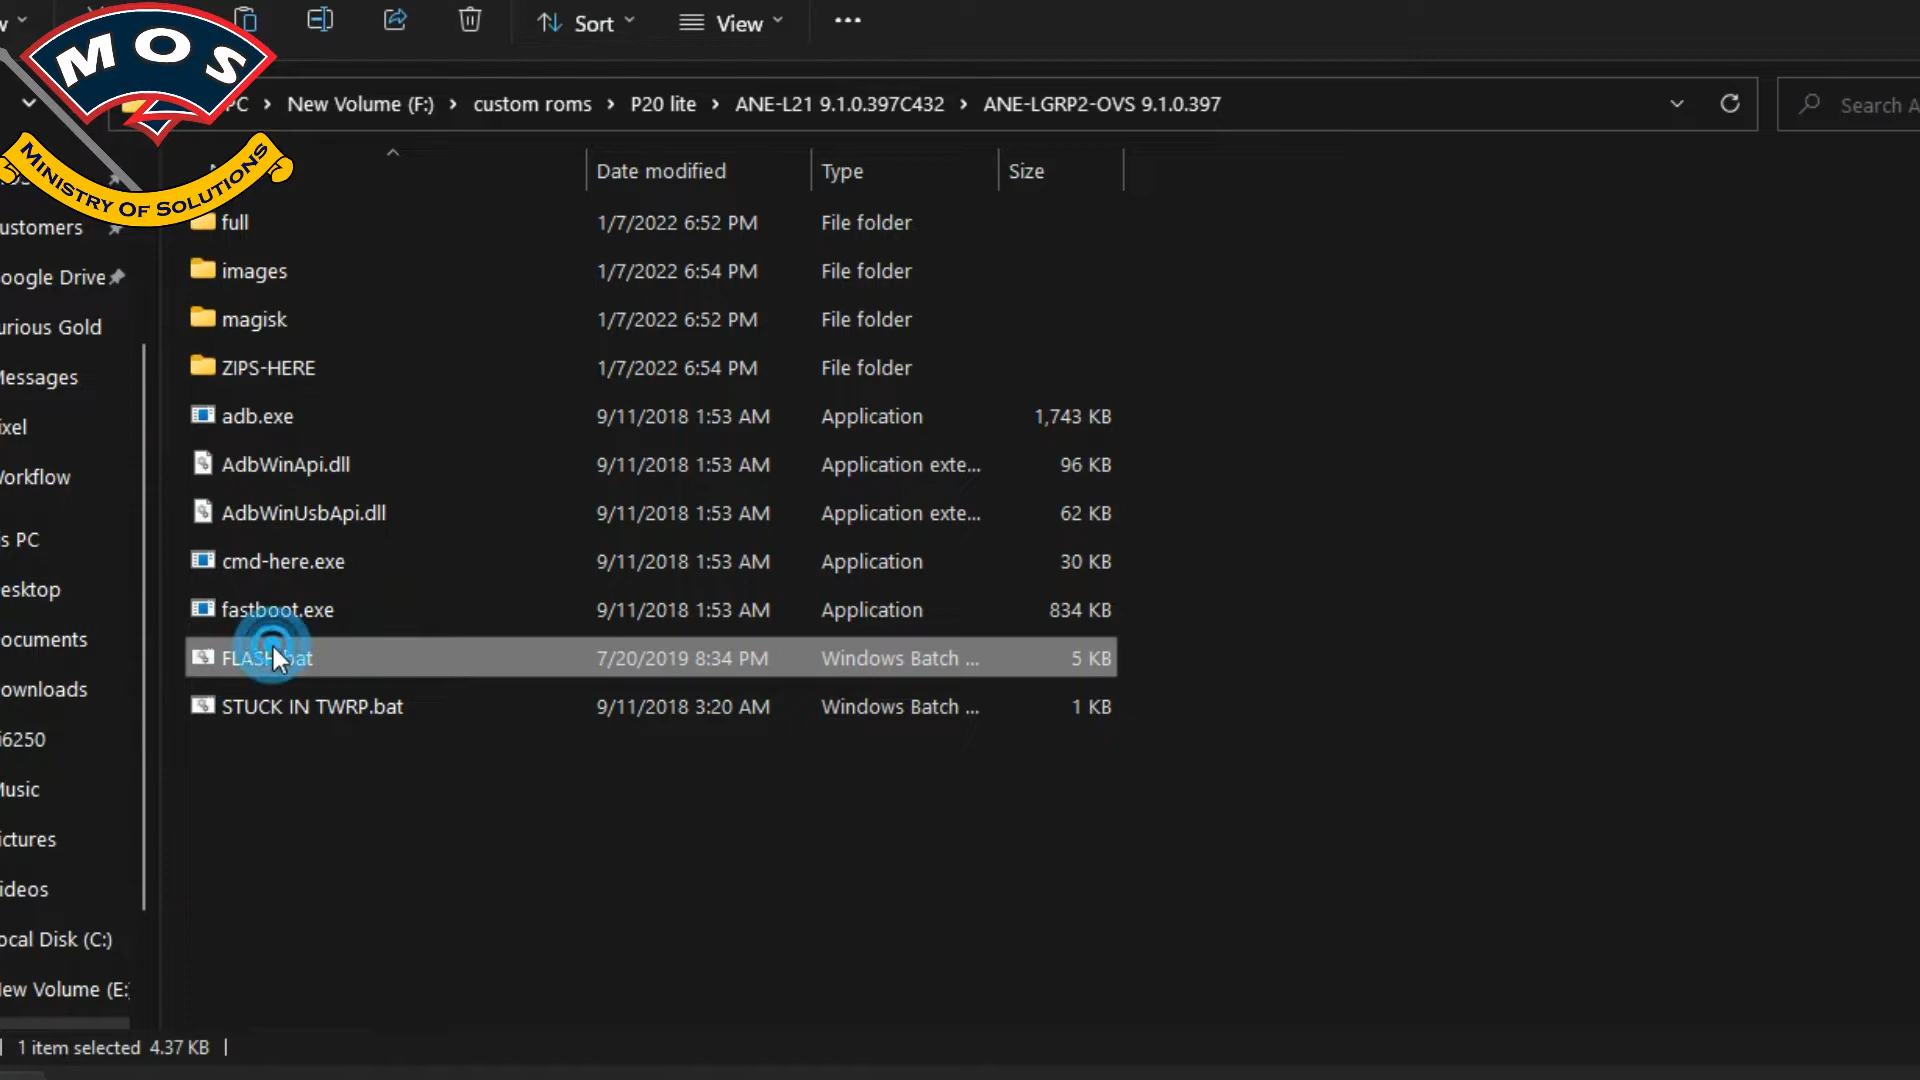 Sort
View
MOS
MINISTRY OF SOLUTIONS
PC > New Volume (F:) > custom roms > P20 lite > ANE-L21 9.1.0.397C432 > ANE-LGRP2-OVS 9.1.0.397
Search A
Date modified Type Size
full 1/7/2022 6:52 PM File folder
images 1/7/2022 6:54 PM File folder
magisk 1/7/2022 6:52 PM File folder
ZIPS-HERE 1/7/2022 6:54 PM File folder
adb.exe 9/11/2018 1:53 AM Application 1,743 KB
AdbWinApi.dll 9/11/2018 1:53 AM Application exte... 96 KB
AdbWinUsbApi.dll 9/11/2018 1:53 AM Application exte... 62 KB
cmd-here.exe 9/11/2018 1:53 AM Application 30 KB
fastboot.exe 9/11/2018 1:53 AM Application 834 KB
FLASH.bat 7/20/2019 8:34 PM Windows Batch ... 5 KB
STUCK IN TWRP.bat 9/11/2018 3:20 AM Windows Batch ... 1 KB
ustomers
oogle Drive
urious Gold
essages
ixel
orkflow
s PC
esktop
ocuments
ownloads
i6250
usic
ictures
ideos
ocal Disk (C:)
ew Volume (E:
1 item selected 4.37 KB